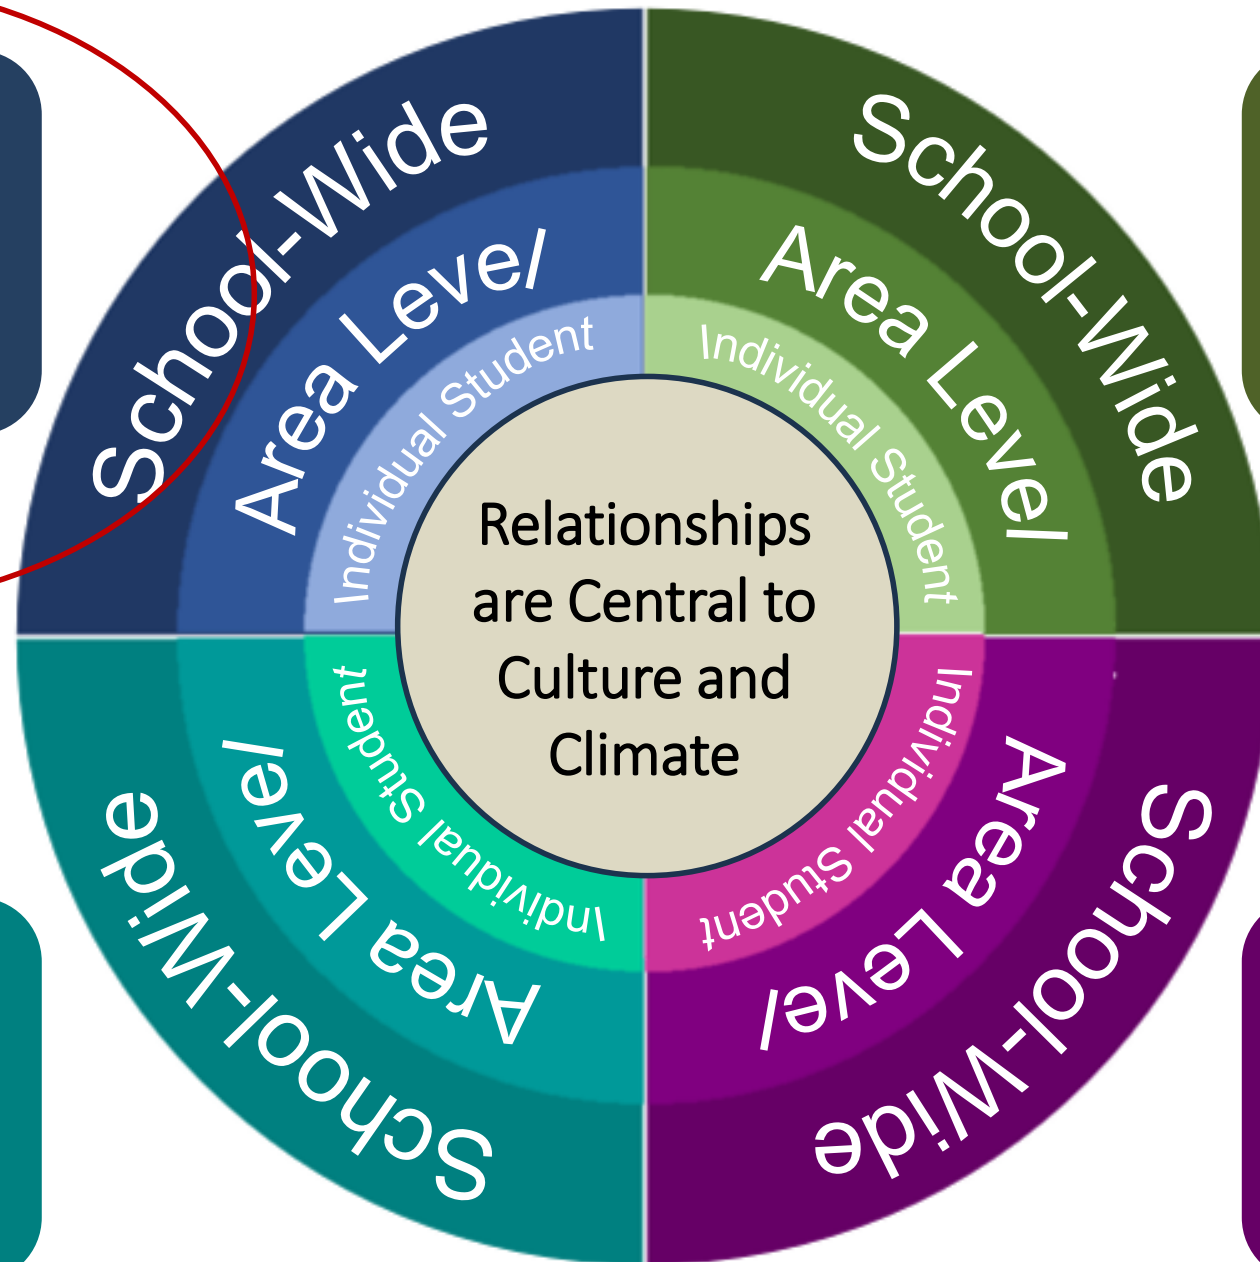 School-Wide
Area Level
Individual Student
School-Wide
Area Level
Individual Student
Relationships
are Central to
Culture and
Climate
Individual Student
Area Level
School-Wide
Individual Student
Area Level
School-Wide